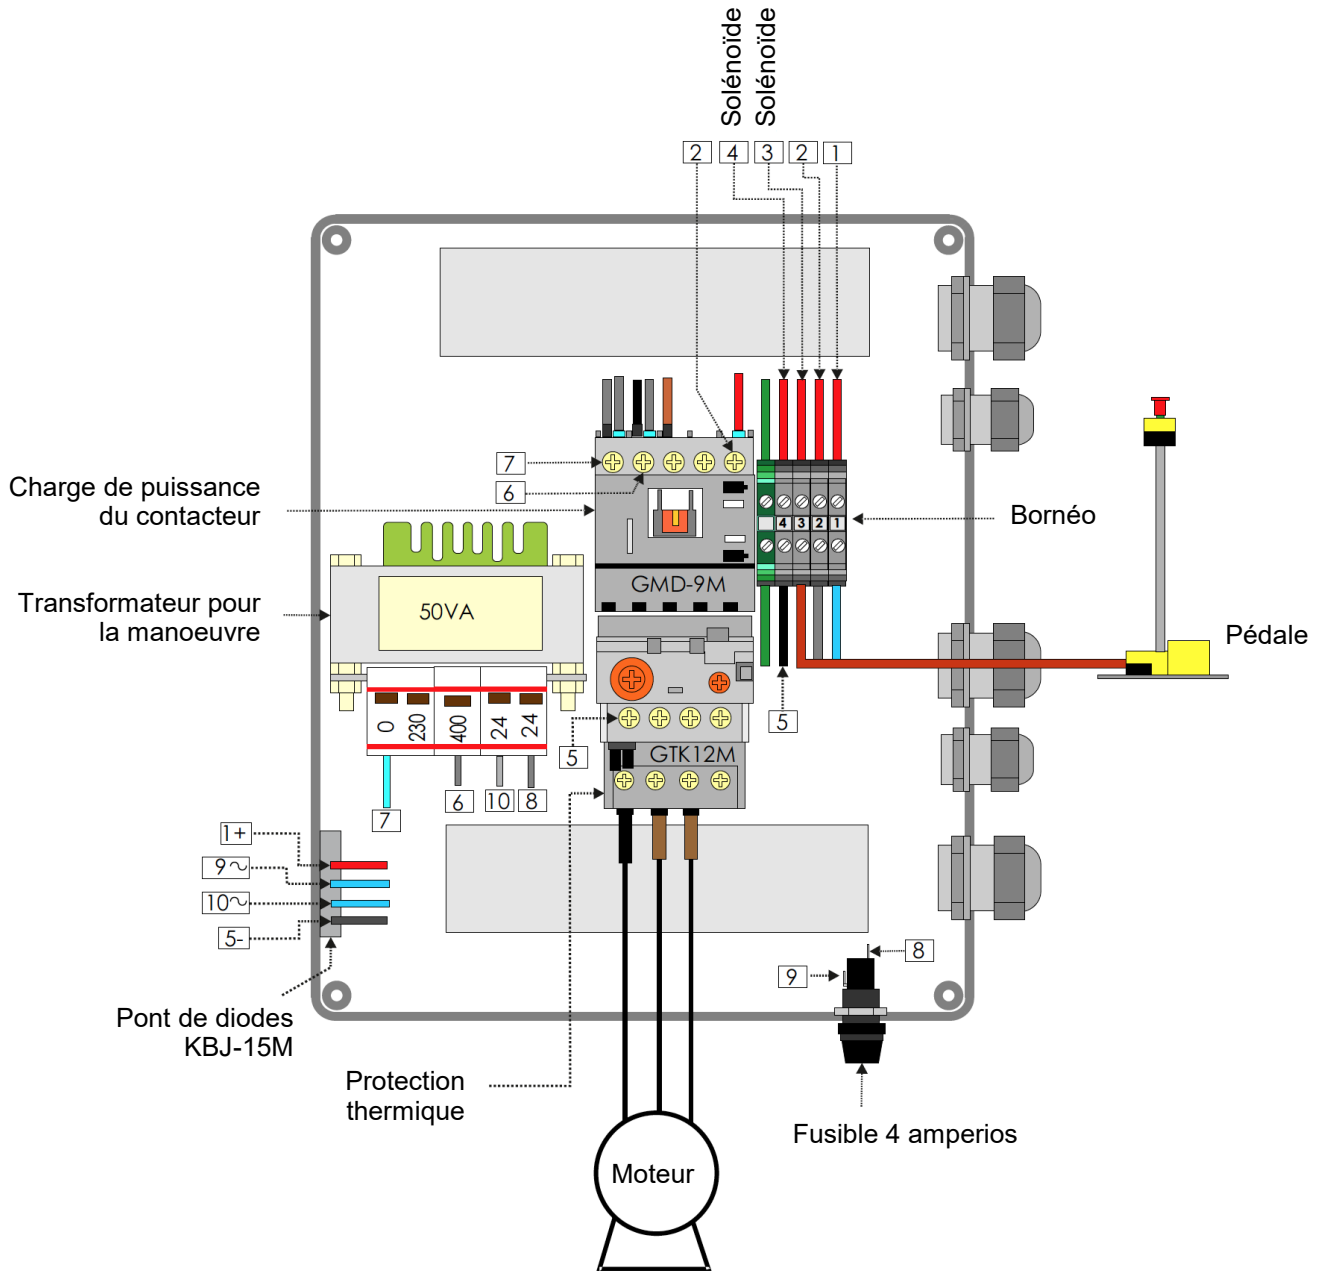 Solénoïde
Solénoïde
2
4
3
2
1
7
6
Charge de puissance
du contacteur
4
3
2
1
Bornéo
GMD-9M
Transformateur pour
la manoeuvre
50VA
Pédale
0
230
400
24
24
5
5
GTK12M
7
6
10
8
1+
9~
10~
5-
8
9
Pont de diodes
KBJ-15M
Protection
thermique
Fusible 4 amperios
Moteur